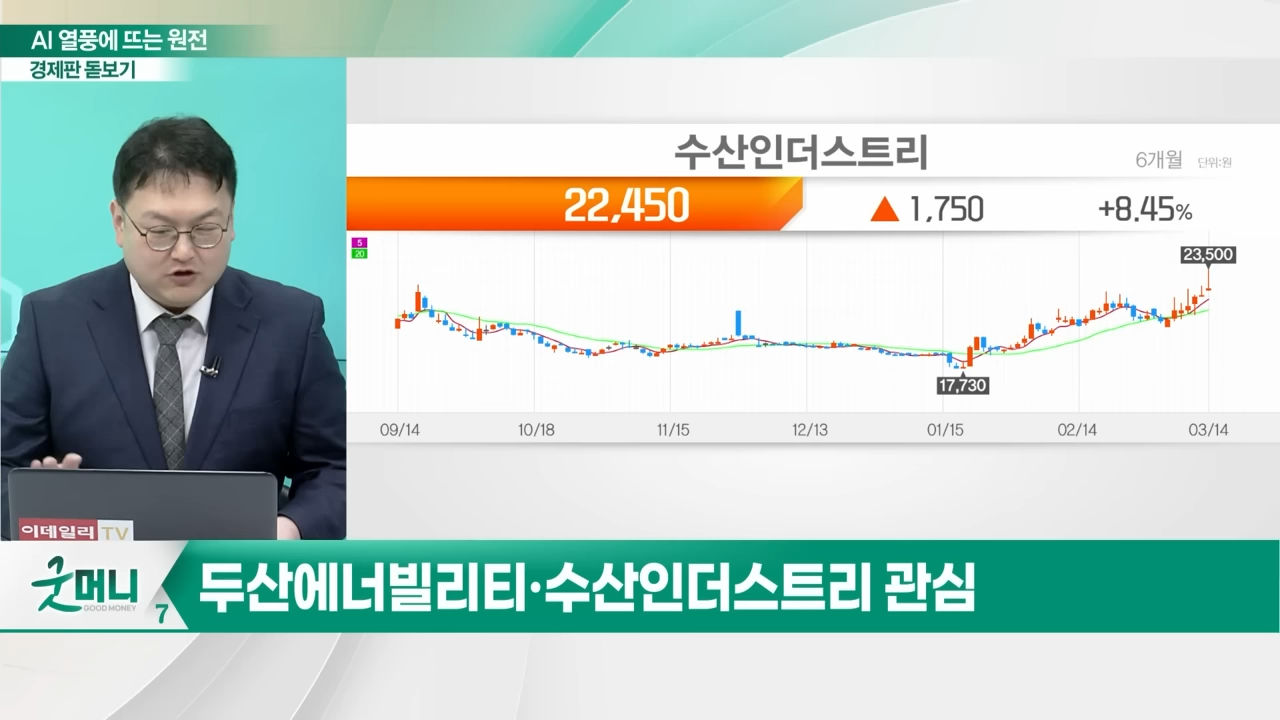 AI 열풍에 뜨는 원전
경제판 돋보기
수산인더스트리
6개월 단위:원
22,450 ▲ 1,750 +8.45%
5
20
23,500
17,730
09/14 10/18 11/15 12/13 01/15 02/14 03/14
이데일리 TV
굿머니 GOOD MONEY 7
두산에너빌리티·수산인더스트리 관심